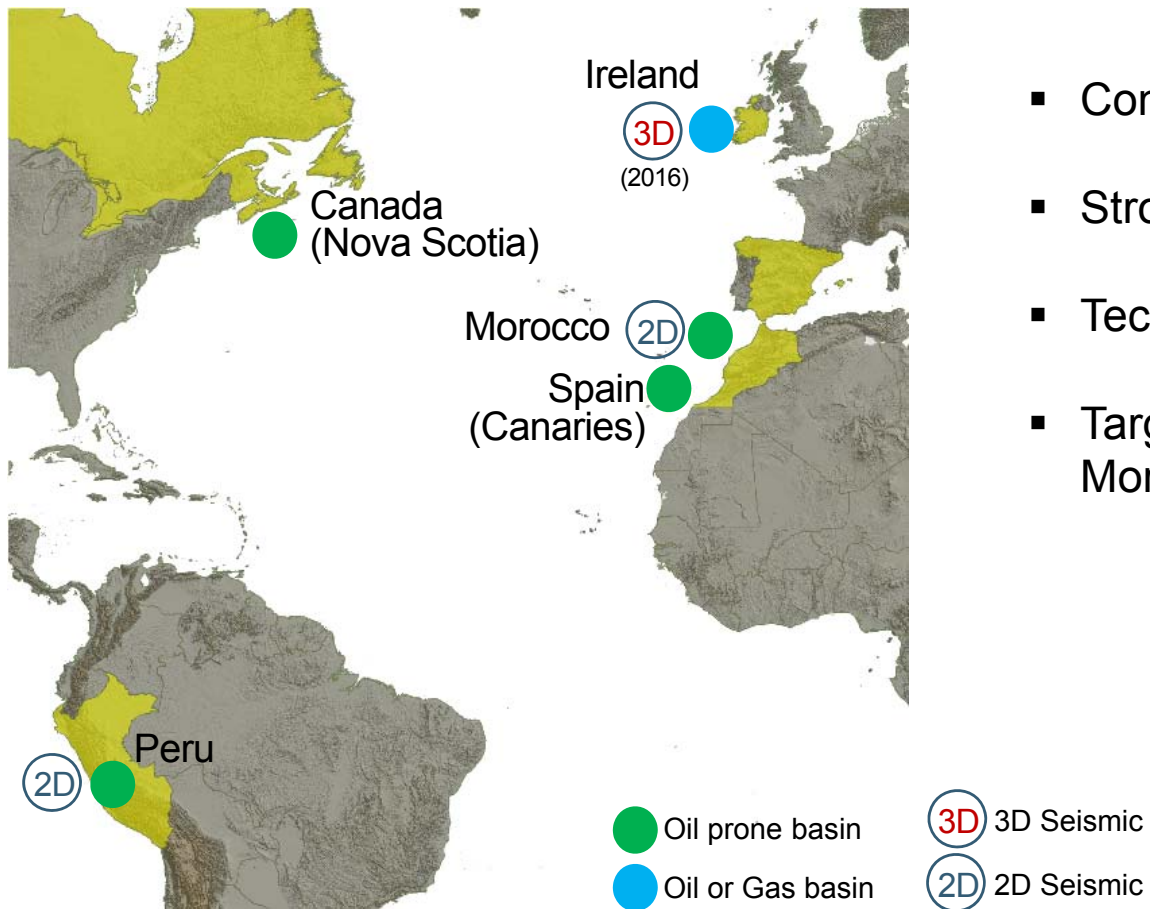 Ireland
3D
(2016)
Canada
(Nova Scotia)
Morocco 2D
Spain
(Canaries)
Peru
2D
Oil prone basin
3D 3D Seismic
Oil or Gas basin
2D 2D Seismic
▪
▪
▪
▪